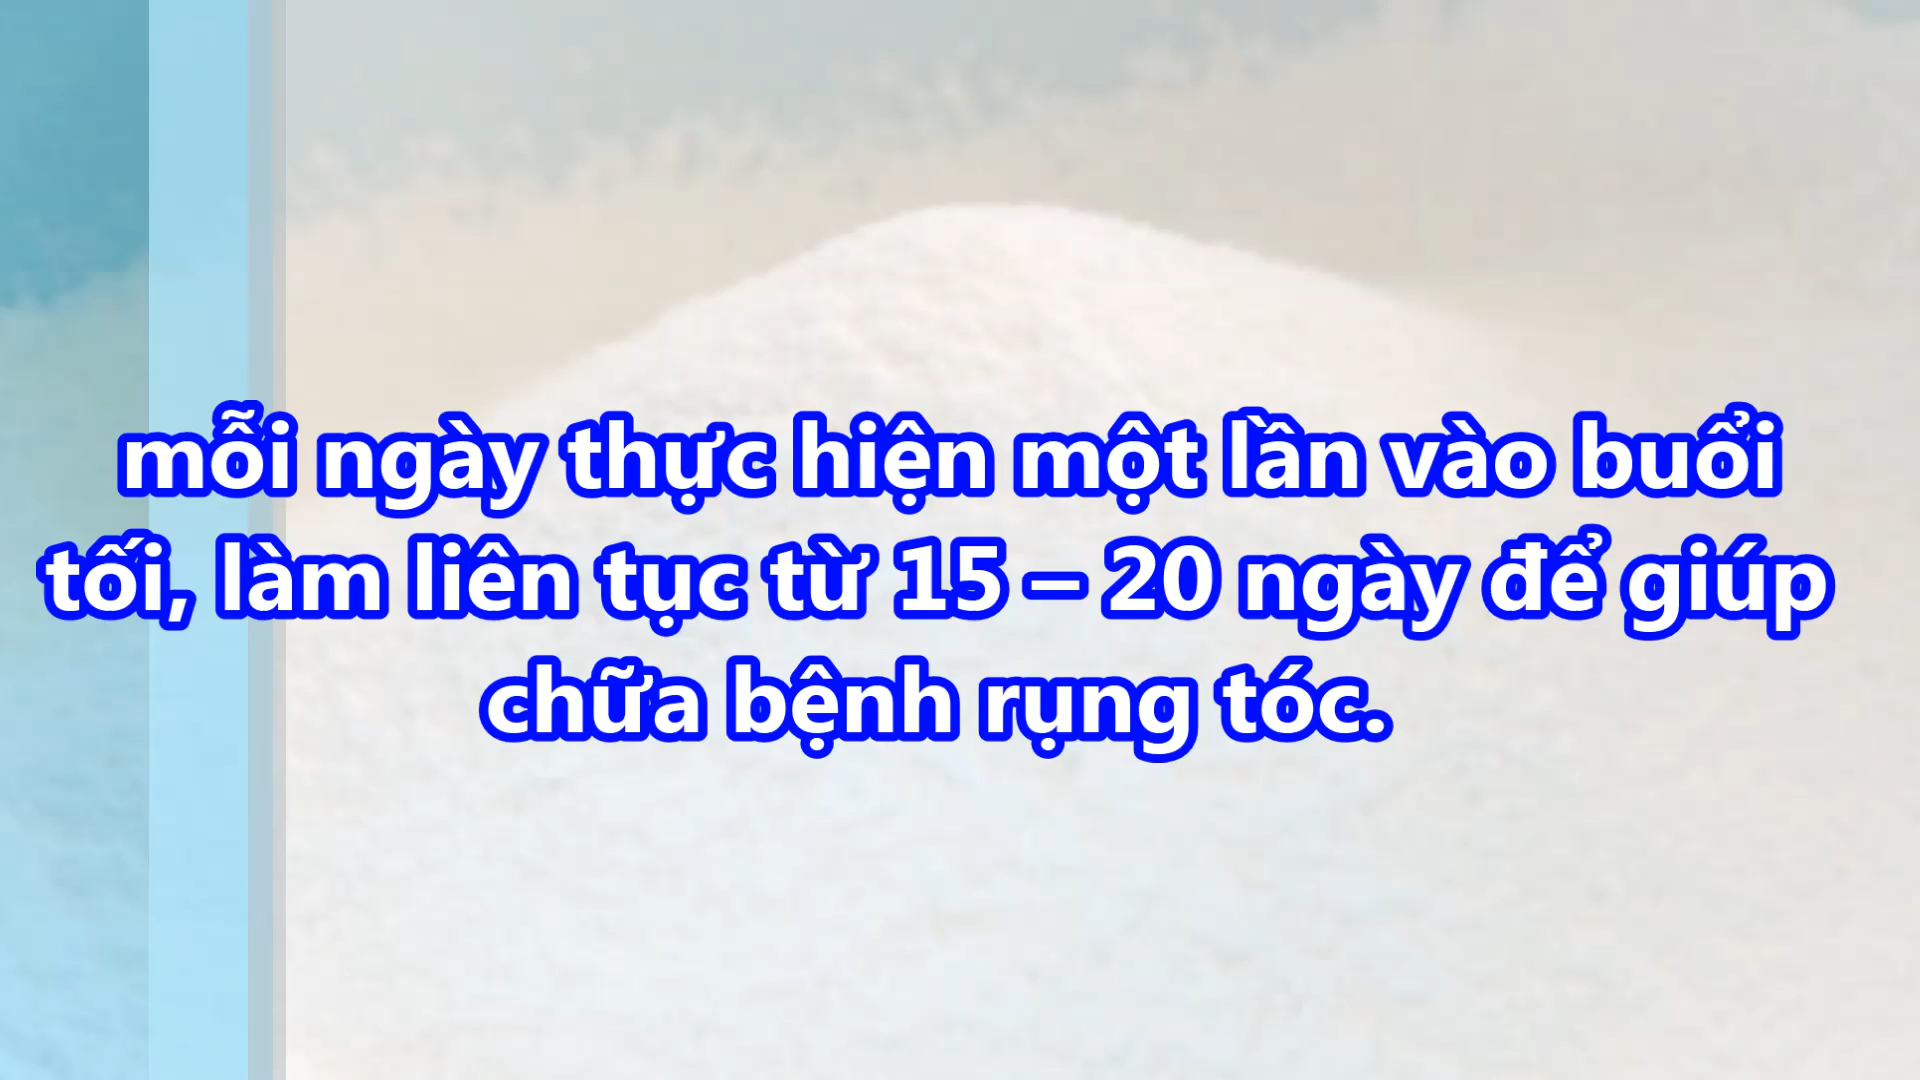 mỗi ngày thực hiện một lần vào buổi
tối, làm liên tục từ 15 – 20 ngày để giúp
chữa bệnh rụng tóc.